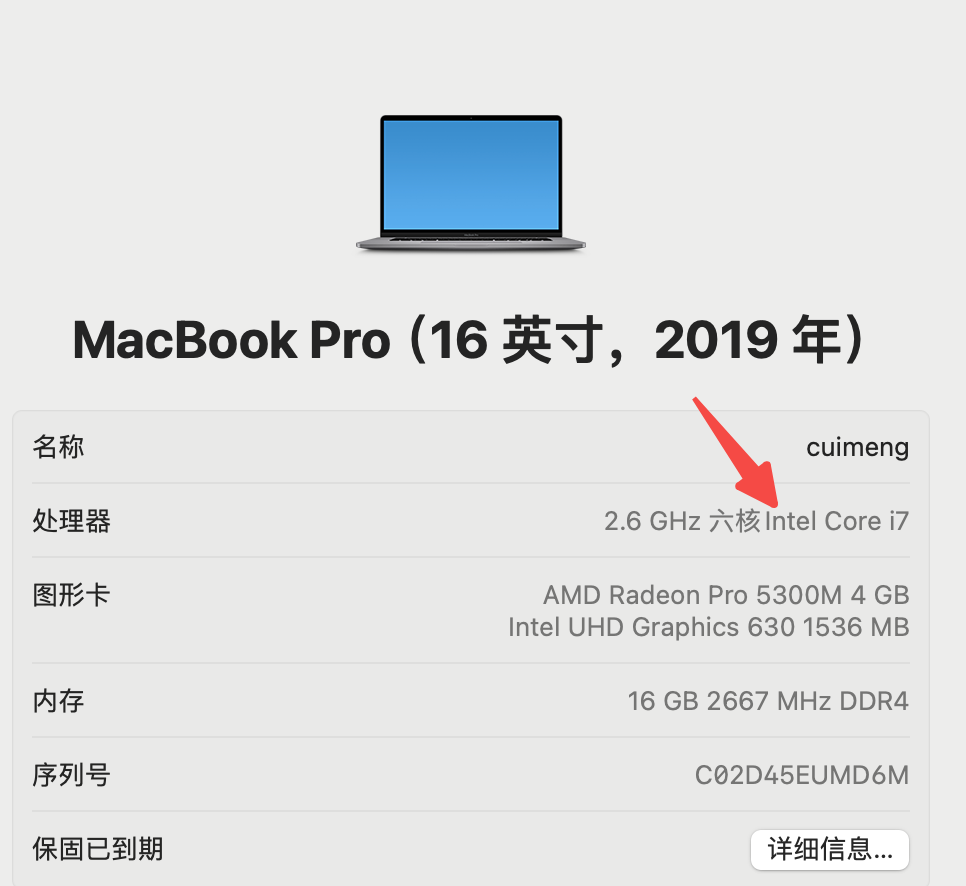 MacBook Pro（16 英寸，2019 年）
名称 cuimeng
处理器 2.6 GHz 六核Intel Core i7
图形卡 AMD Radeon Pro 5300M 4 GB
Intel UHD Graphics 630 1536 MB
内存 16 GB 2667 MHz DDR4
序列号 C02D45EUMD6M
保固已到期 详细信息...